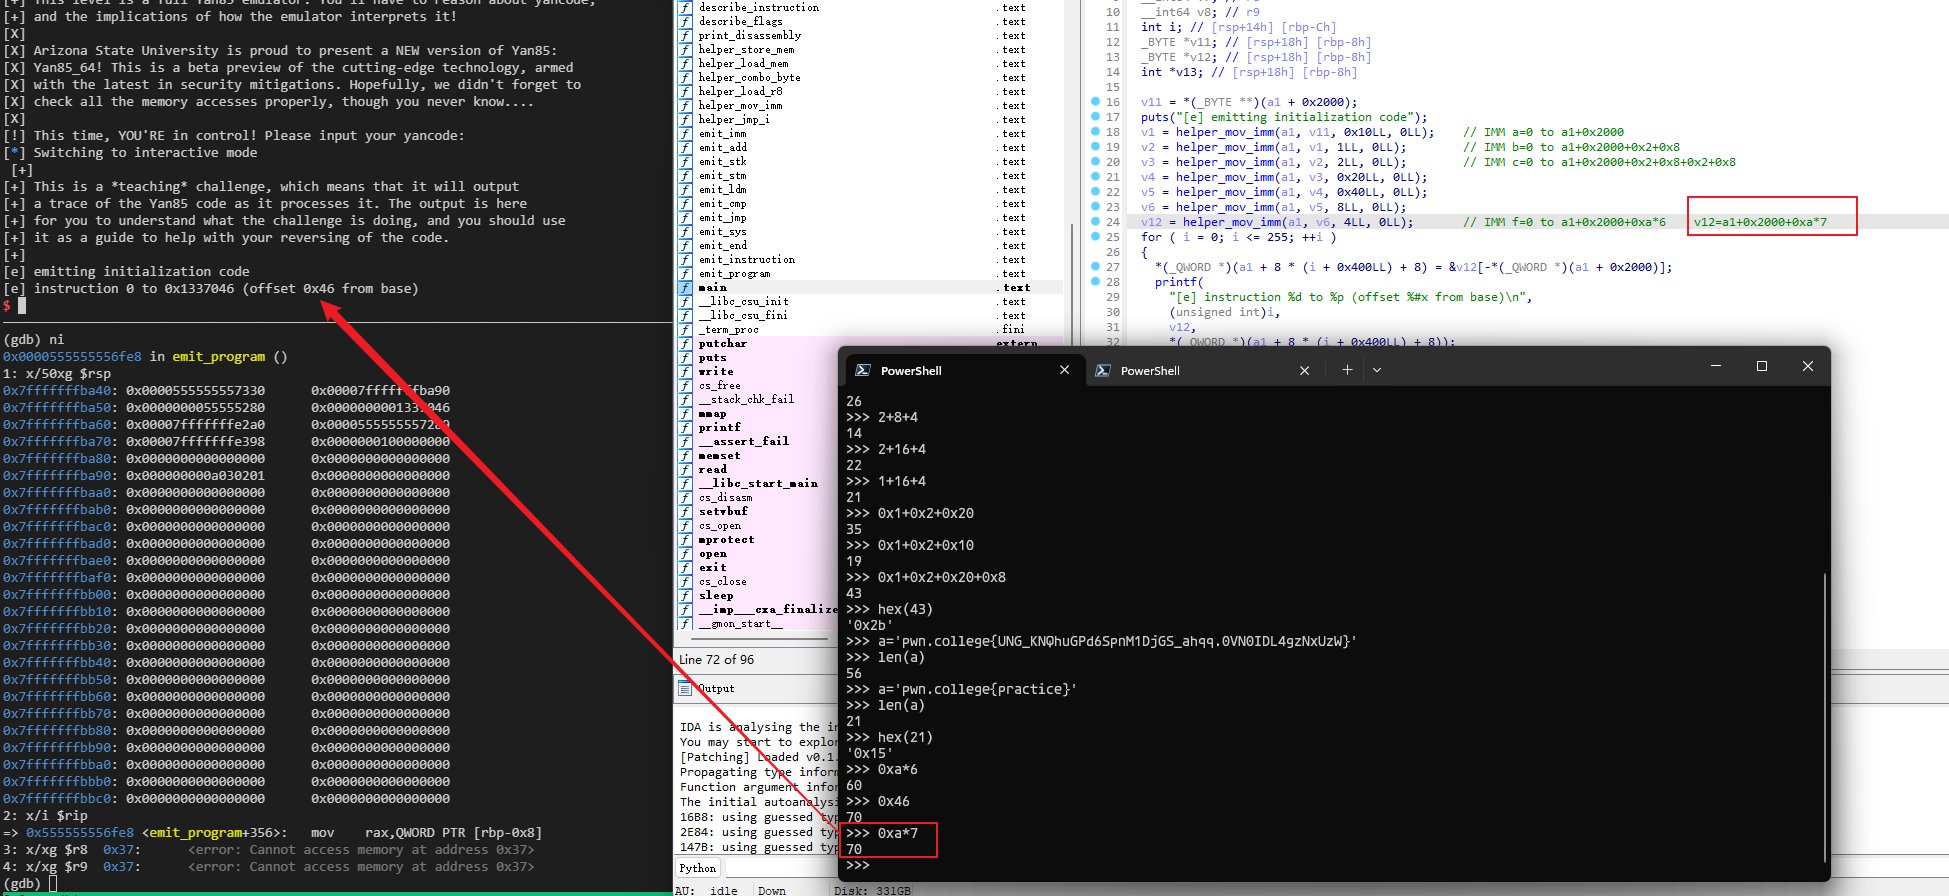 [+] This level is a full Yan85 emulator. You'll have to reason about yancode,
[+] and the implications of how the emulator interprets it!
[X]
[X] Arizona State University is proud to present a NEW version of Yan85:
[X] Yan85_64! This is a beta preview of the cutting-edge technology, armed
[X] with the latest in security mitigations. Hopefully, we didn't forget to
[X] check all the memory accesses properly, though you never know....
[X]
[!] This time, YOU'RE in control! Please input your yancode:
[*] Switching to interactive mode
[+]
[+] This is a *teaching* challenge, which means that it will output
[+] a trace of the Yan85 code as it processes it. The output is here
[+] for you to understand what the challenge is doing, and you should use
[+] it as a guide to help with your reversing of the code.
[+]
[e] emitting initialization code
[e] instruction 0 to 0x1337046 (offset 0x46 from base)
$
(gdb) ni
0x0000555555556fe8 in emit_program ()
1: x/50xg $rsp
0x7fffffffba40: 0x0000555555557330 0x00007fffffffba90
0x7fffffffba50: 0x0000000055555280 0x0000000001337046
0x7fffffffba60: 0x00007fffffffe2a0 0x0000555555557280
0x7fffffffba70: 0x00007fffffffe398 0x0000000100000000
0x7fffffffba80: 0x0000000000000000 0x0000000000000000
0x7fffffffba90: 0x000000000a030201 0x0000000000000000
0x7fffffffbaa0: 0x0000000000000000 0x0000000000000000
0x7fffffffbab0: 0x0000000000000000 0x0000000000000000
0x7fffffffbac0: 0x0000000000000000 0x0000000000000000
0x7fffffffbad0: 0x0000000000000000 0x0000000000000000
0x7fffffffbae0: 0x0000000000000000 0x0000000000000000
0x7fffffffbaf0: 0x0000000000000000 0x0000000000000000
0x7fffffffbb00: 0x0000000000000000 0x0000000000000000
0x7fffffffbb10: 0x0000000000000000 0x0000000000000000
0x7fffffffbb20: 0x0000000000000000 0x0000000000000000
0x7fffffffbb30: 0x0000000000000000 0x0000000000000000
0x7fffffffbb40: 0x0000000000000000 0x0000000000000000
0x7fffffffbb50: 0x0000000000000000 0x0000000000000000
0x7fffffffbb60: 0x0000000000000000 0x0000000000000000
0x7fffffffbb70: 0x0000000000000000 0x0000000000000000
0x7fffffffbb80: 0x0000000000000000 0x0000000000000000
0x7fffffffbb90: 0x0000000000000000 0x0000000000000000
0x7fffffffbba0: 0x0000000000000000 0x0000000000000000
0x7fffffffbbb0: 0x0000000000000000 0x0000000000000000
0x7fffffffbbc0: 0x0000000000000000 0x0000000000000000
2: x/i $rip
=> 0x555555556fe8 <emit_program+356>: mov rax,QWORD PTR [rbp-0x8]
3: x/xg $r8 0x37: <error: Cannot access memory at address 0x37>
4: x/xg $r9 0x37: <error: Cannot access memory at address 0x37>
(gdb)
f describe_instruction .text
f describe_flags .text
f print_disassembly .text
f helper_store_mem .text
f helper_load_mem .text
f helper_combo_byte .text
f helper_load_r8 .text
f helper_mov_imm .text
f helper_jmp_i .text
f emit_imm .text
f emit_add .text
f emit_stk .text
f emit_stm .text
f emit_ldm .text
f emit_cmp .text
f emit_jmp .text
f emit_sys .text
f emit_end .text
f emit_instruction .text
f emit_program .text
f main .text
f __libc_csu_init .text
f __libc_csu_fini .text
f _term_proc .fini
f putchar extern
f puts
f write
f cs_free
f __stack_chk_fail
f mmap
f printf
f __assert_fail
f memset
f read
f __libc_start_main
f cs_disasm
f setvbuf
f cs_open
f mprotect
f open
f exit
f cs_close
f sleep
f __imp___cxa_finalize
f __gmon_start__
Line 72 of 96
Output
IDA is analysing the in
You may start to explor
[Patching] Loaded v0.1.
Propagating type inform
Function argument infor
The initial autoanalysi
16B8: using guessed typ
2E84: using guessed typ
147B: using guessed typ
Python
AU: idle Down Disk: 331GB
10 __int64 v8; // r9
11 int i; // [rsp+14h] [rbp-Ch]
12 _BYTE *v11; // [rsp+18h] [rbp-8h]
13 _BYTE *v12; // [rsp+18h] [rbp-8h]
14 int *v13; // [rsp+18h] [rbp-8h]
15
16 v11 = *(_BYTE **)(a1 + 0x2000);
17 puts("[e] emitting initialization code");
18 v1 = helper_mov_imm(a1, v11, 0x10LL, 0LL); // IMM a=0 to a1+0x2000
19 v2 = helper_mov_imm(a1, v1, 1LL, 0LL); // IMM b=0 to a1+0x2000+0x2+0x8
20 v3 = helper_mov_imm(a1, v2, 2LL, 0LL); // IMM c=0 to a1+0x2000+0x2+0x8+0x2+0x8
21 v4 = helper_mov_imm(a1, v3, 0x20LL, 0LL);
22 v5 = helper_mov_imm(a1, v4, 0x40LL, 0LL);
23 v6 = helper_mov_imm(a1, v5, 8LL, 0LL);
24 v12 = helper_mov_imm(a1, v6, 4LL, 0LL); // IMM f=0 to a1+0x2000+0xa*6 v12=a1+0x2000+0xa*7
25 for ( i = 0; i <= 255; ++i )
26 {
27 *(_QWORD *)(a1 + 8 * (i + 0x400LL) + 8) = &v12[-*(_QWORD *)(a1 + 0x2000)];
28 printf(
29 "[e] instruction %d to %p (offset %#x from base)\n",
30 (unsigned int)i,
31 v12,
32 *(_QWORD *)(a1 + 8 * (i + 0x400LL) + 8));
PowerShell
PowerShell
26
>>> 2+8+4
14
>>> 2+16+4
22
>>> 1+16+4
21
>>> 0x1+0x2+0x20
35
>>> 0x1+0x2+0x10
19
>>> 0x1+0x2+0x20+0x8
43
>>> hex(43)
'0x2b'
>>> a='pwn.college{UNG_KNQhuGPd6SpnM1DjGS_ahqq.0VN0IDL4gzNxUzW}'
>>> len(a)
56
>>> a='pwn.college{practice}'
>>> len(a)
21
>>> hex(21)
'0x15'
>>> 0xa*6
60
>>> 0x46
70
>>> 0xa*7
70
>>>